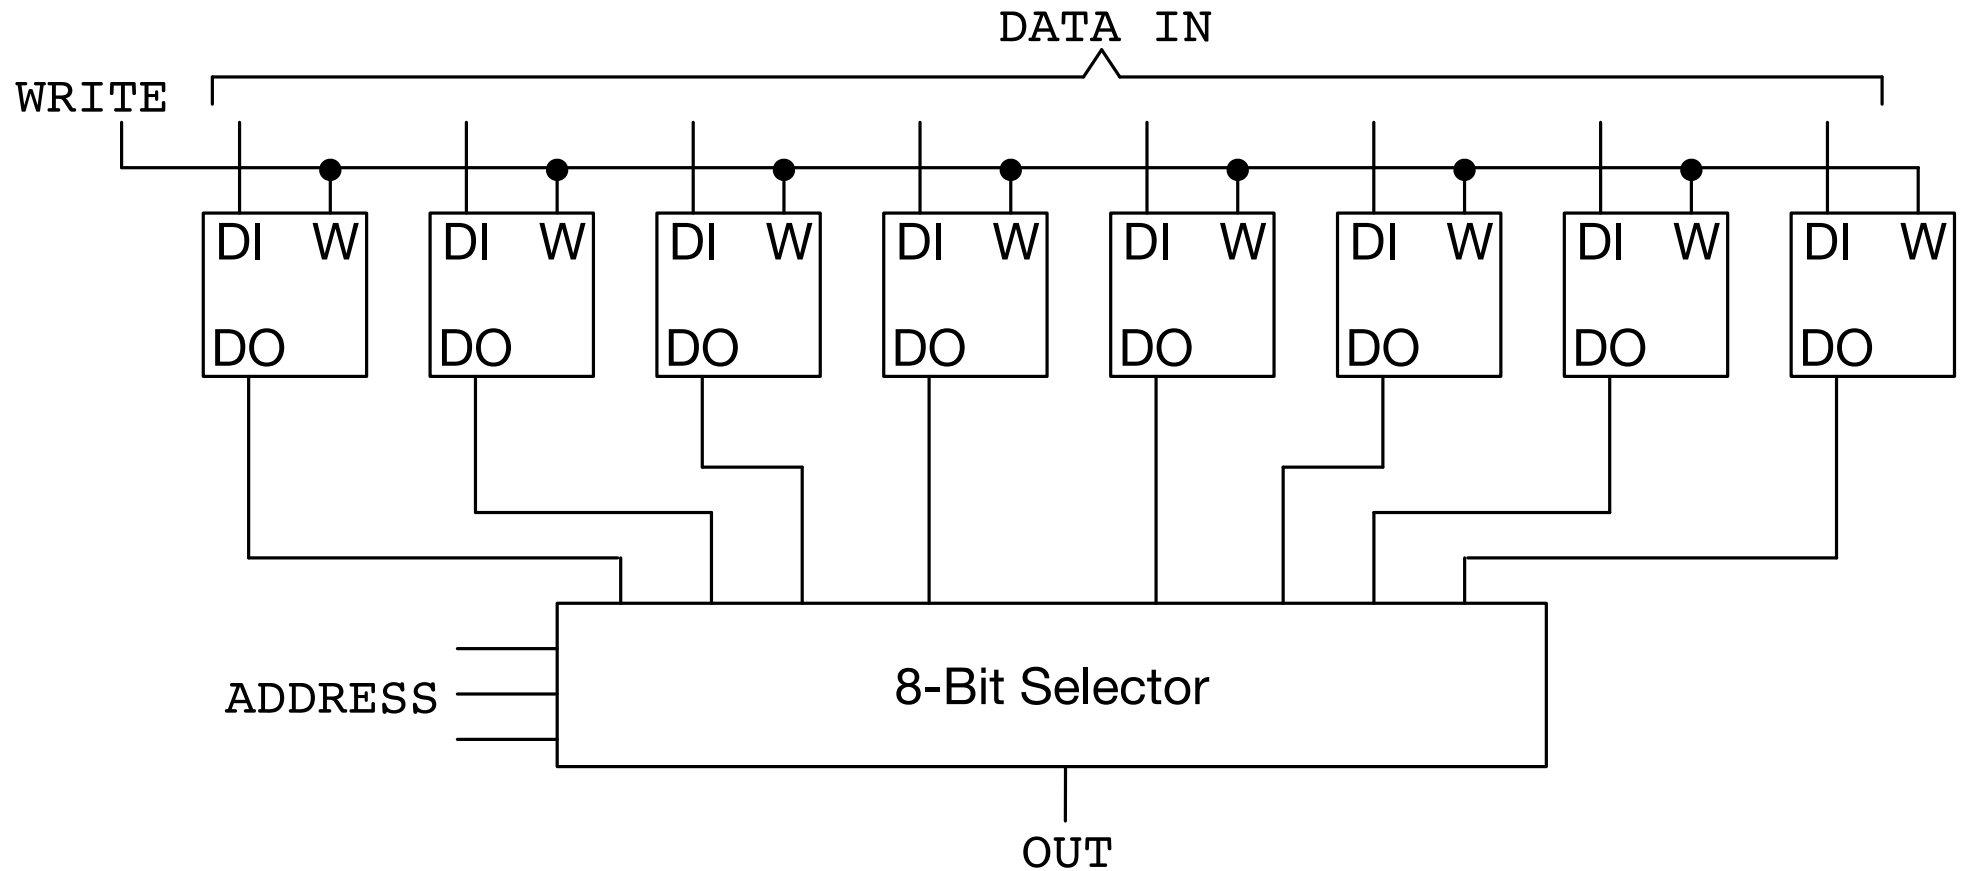 DATA IN
WRITE
DI W DI W DI W DI W DI W DI W DI W DI W
DO DO DO DO DO DO DO DO
8-Bit Selector
ADDRESS
OUT